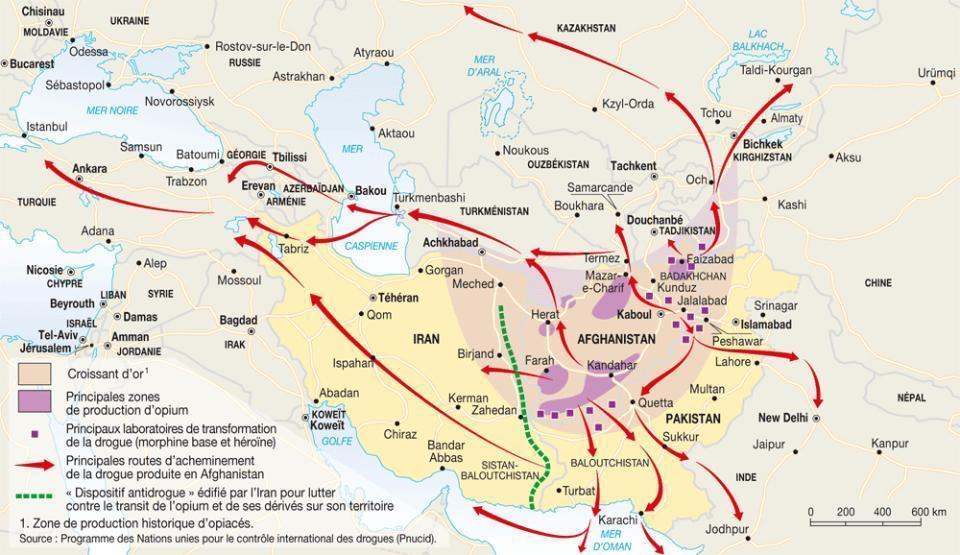 Chisinau
MOLDAVIE
UKRAINE
Odessa
Bucarest
Rostov-sur-le-Don
RUSSIE
Sébastopol
Astrakhan
Atyraou
MER NOIRE
Novorossiysk
Istanbul
KAZAKHSTAN
MER
D'ARAL
LAC
BALKHACH
Taldi-Kourgan
Urümqi
Kzyl-Orda
Tchou
Almaty
Aktaou
Samsun
Batoumi
GÉORGIE
Tbilissi
MER
Noukous
OUZBÉKISTAN
Tachkent
Bichkek
KIRGHIZSTAN
Aksu
Ankara
Trabzon
Erevan
ARMÉNIE
AZERBAÏDJAN
Bakou
Turkmenbashi
TURKMÉNISTAN
Samarcande
Boukhara
Och
Kashi
TURQUIE
Adana
Tabriz
CASPIENNE
Achkhabad
Douchanbé
TADJIKISTAN
Nicosie
CHYPRE
Alep
Mossoul
Gorgan
Meched
Termez
Mazar-
e-Charif
Faizabad
BADAKHCHAN
Kunduz
CHINE
Beyrouth
LIBAN
SYRIE
Damas
Téhéran
Qom
Herat
Kaboul
Jalalabad
Srinagar
Islamabad
ISRAËL
Tel-Aviv
Jérusalem
Amman
JORDANIE
Bagdad
IRAK
IRAN
AFGHANISTAN
Peshawar
Ispahan
Birjand
Farah
Kandahar
Lahore
Abadan
Kerman
Zahedan
Quetta
Multan
PAKISTAN
NÉPAL
KOWEÏT
Koweït
GOLFE
Chiraz
Bandar
Abbas
SISTAN-
BALOUTCHISTAN
BALOUTCHISTAN
Sukkur
New Delhi
Jaipur
Kanpur
INDE
Turbat
Karachi
MER
D'OMAN
Jodhpur
Croissant d'or1
Principales zones
de production d'opium
Principaux laboratoires de transformation
de la drogue (morphine base et héroïne)
Principales routes d'acheminement
de la drogue produite en Afghanistan
« Dispositif antidrogue » édifié par l'Iran pour lutter
contre le transit de l'opium et de ses dérivés sur son territoire
1. Zone de production historique d'opiacés.
Source : Programme des Nations unies pour le contrôle international des drogues (Pnucid).
0 200 400 600 km